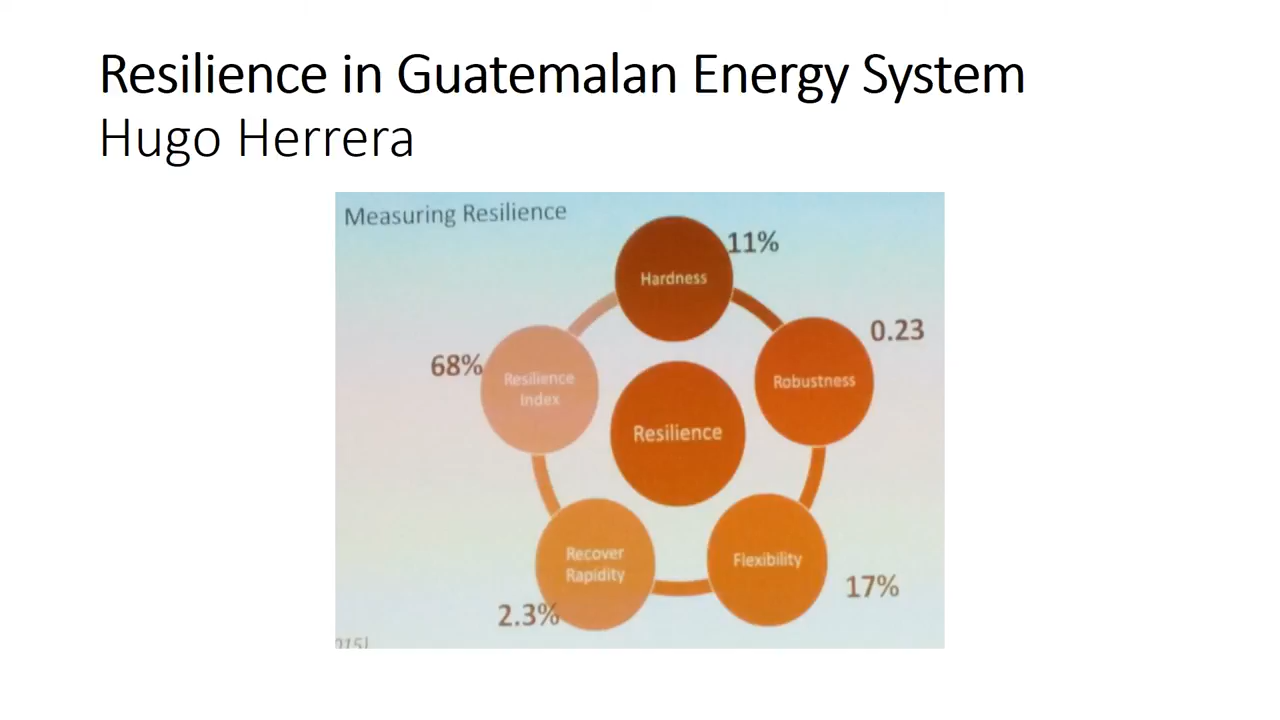 Resilience in Guatemalan Energy System
Hugo Herrera
Measuring Resilience
Hardness
11%
0.23
Robustness
68%
Resilience
Index
Resilience
Recover
Rapidity
2.3%
Flexibility
17%
015]